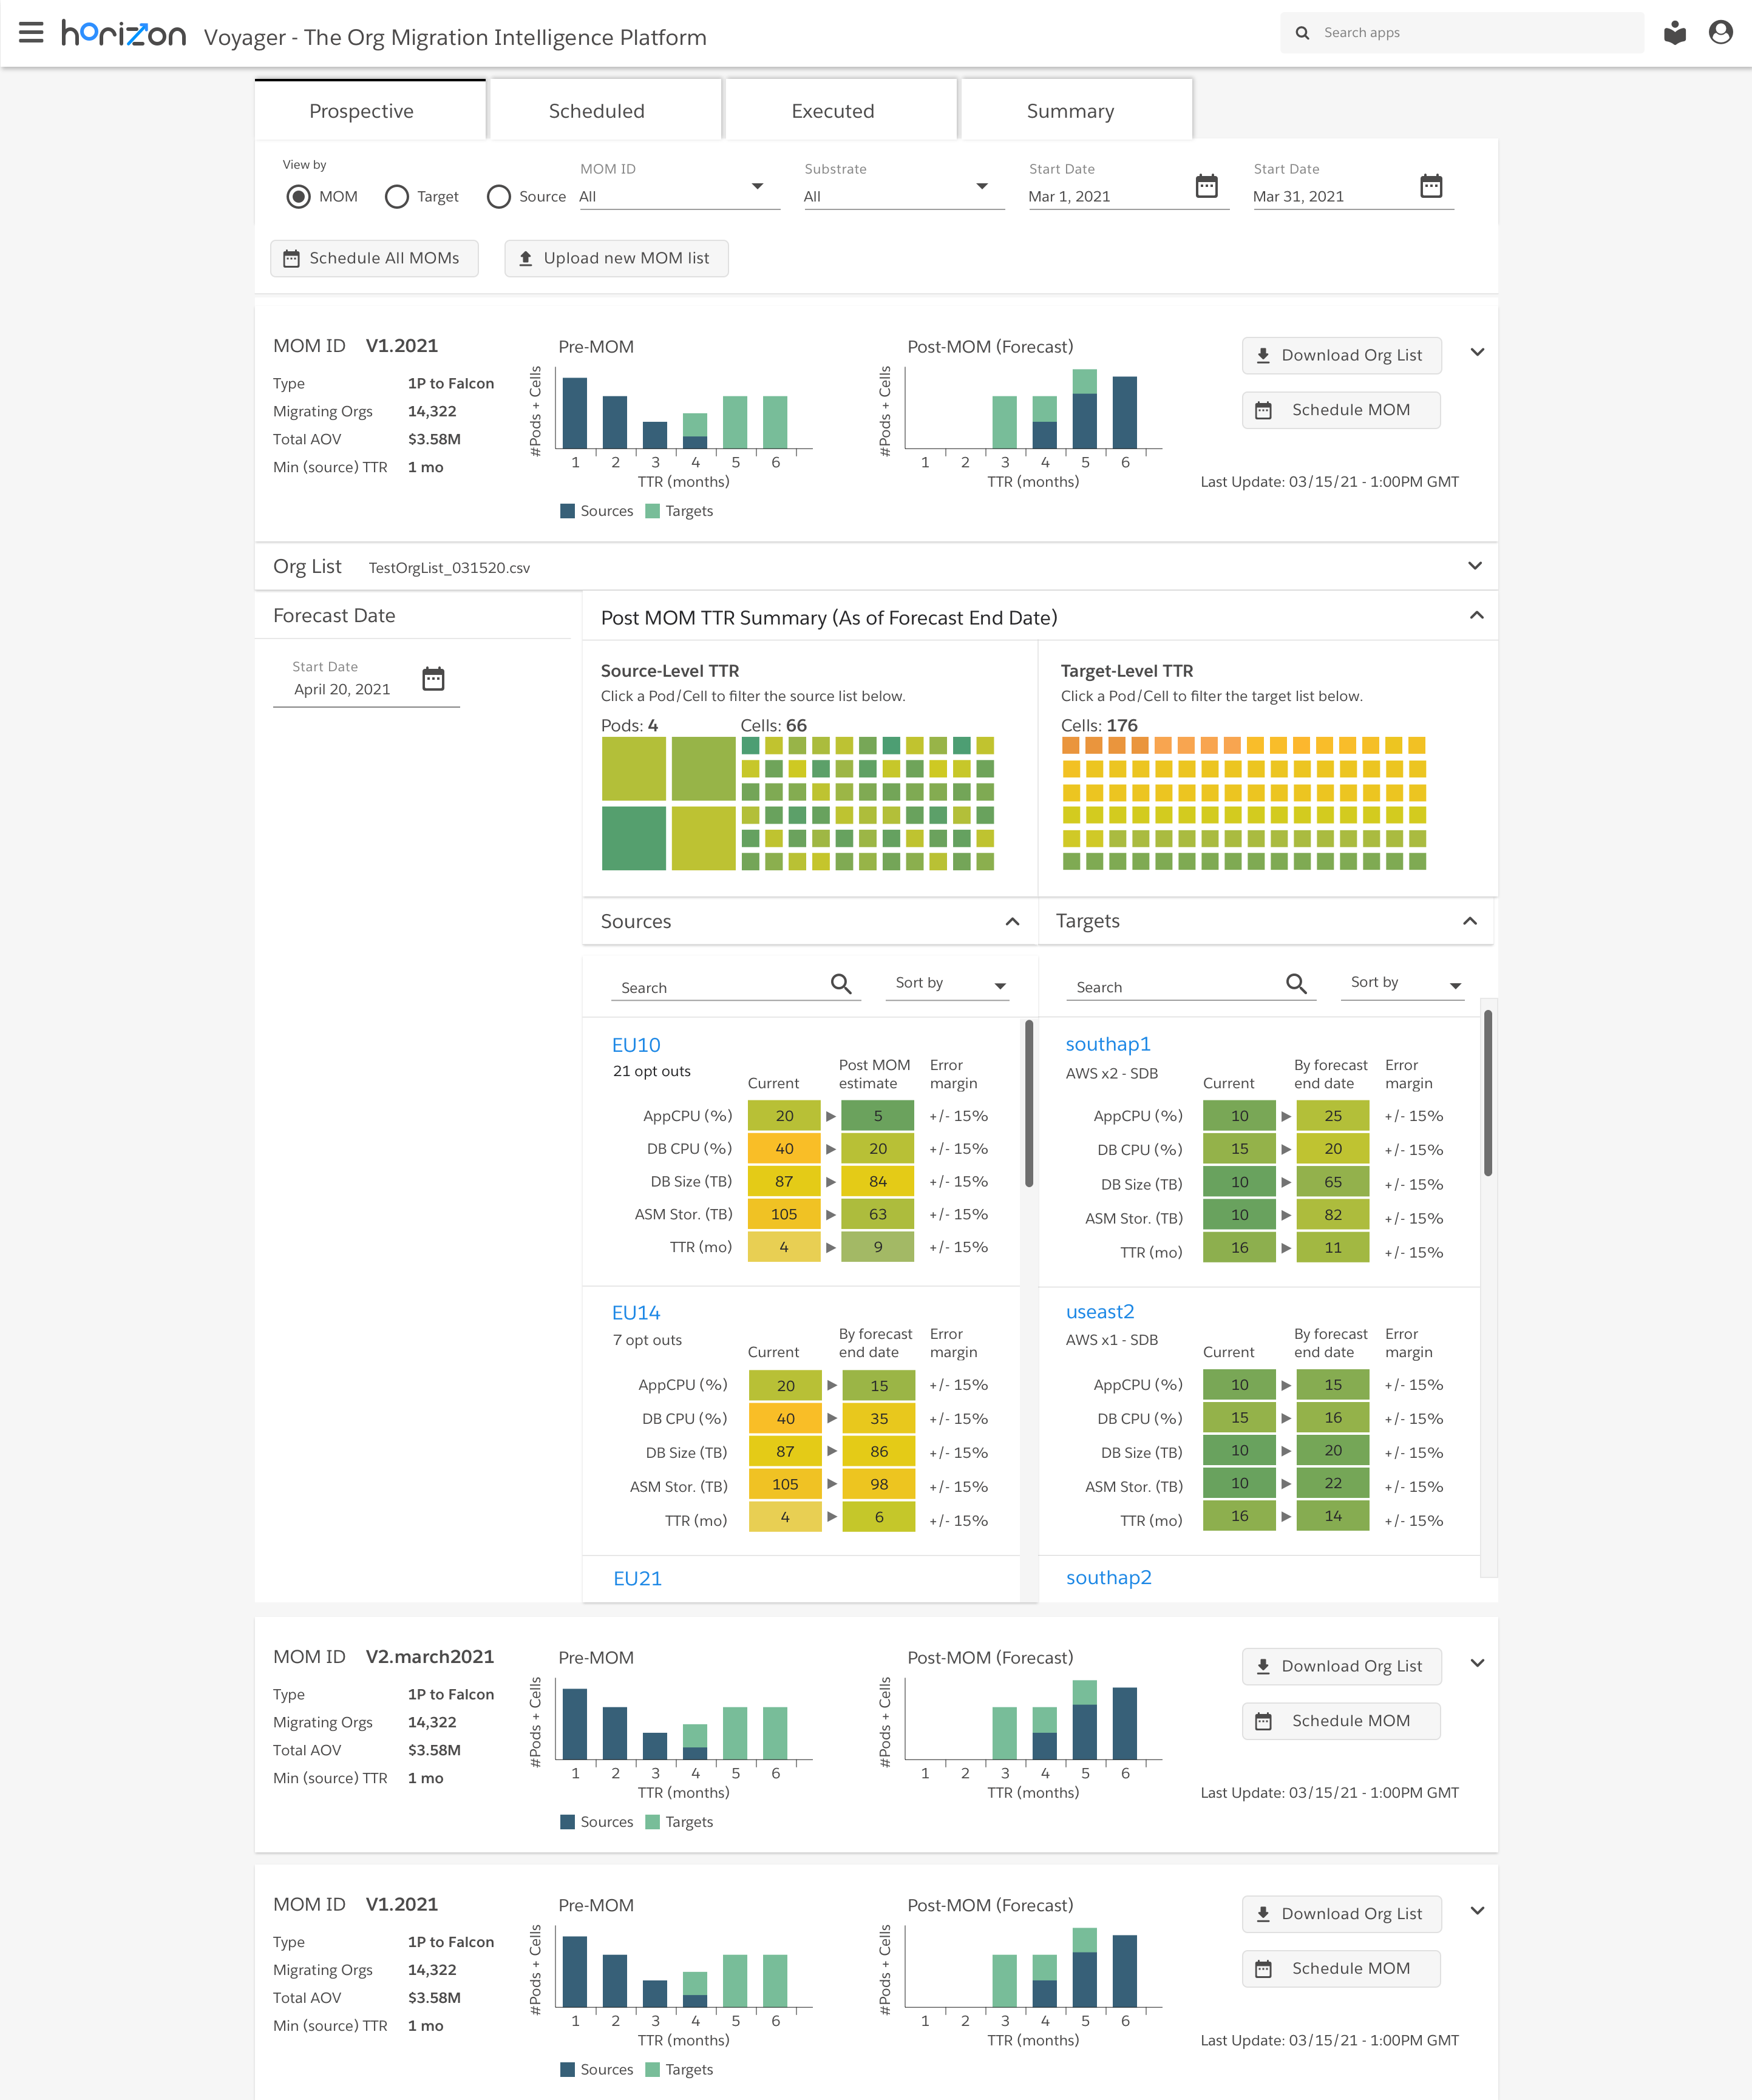 horizon Voyager - The Org Migration Intelligence Platform
Search apps
Prospective Scheduled Executed Summary
View by
MOM Target Source
MOM ID
All
Substrate
All
Start Date
Mar 1, 2021
Start Date
Mar 31, 2021
Schedule All MOMs
Upload new MOM list
MOM ID V1.2021
Type 1P to Falcon
Migrating Orgs 14,322
Total AOV $3.58M
Min (source) TTR 1 mo
Pre-MOM
#Pods + Cells
1 2 3 4 5 6
TTR (months)
Sources Targets
Post-MOM (Forecast)
#Pods + Cells
1 2 3 4 5 6
TTR (months)
Download Org List
Schedule MOM
Last Update: 03/15/21 - 1:00PM GMT
Org List TestOrgList_031520.csv
Forecast Date
Start Date
April 20, 2021
Post MOM TTR Summary (As of Forecast End Date)
Source-Level TTR
Click a Pod/Cell to filter the source list below.
Pods: 4 Cells: 66
Target-Level TTR
Click a Pod/Cell to filter the target list below.
Cells: 176
Sources
Search
Sort by
EU10
21 opt outs
Current
Post MOM
estimate
Error
margin
AppCPU (%) 20 5 +/- 15%
DB CPU (%) 40 20 +/- 15%
DB Size (TB) 87 84 +/- 15%
ASM Stor. (TB) 105 63 +/- 15%
TTR (mo) 4 9 +/- 15%
EU14
7 opt outs
Current
By forecast
end date
Error
margin
AppCPU (%) 20 15 +/- 15%
DB CPU (%) 40 35 +/- 15%
DB Size (TB) 87 86 +/- 15%
ASM Stor. (TB) 105 98 +/- 15%
TTR (mo) 4 6 +/- 15%
EU21
Targets
Search
Sort by
southap1
AWS x2 - SDB
Current
By forecast
end date
Error
margin
AppCPU (%) 10 25 +/- 15%
DB CPU (%) 15 20 +/- 15%
DB Size (TB) 10 65 +/- 15%
ASM Stor. (TB) 10 82 +/- 15%
TTR (mo) 16 11 +/- 15%
useast2
AWS x1 - SDB
Current
By forecast
end date
Error
margin
AppCPU (%) 10 15 +/- 15%
DB CPU (%) 15 16 +/- 15%
DB Size (TB) 10 20 +/- 15%
ASM Stor. (TB) 10 22 +/- 15%
TTR (mo) 16 14 +/- 15%
southap2
MOM ID V2.march2021
Type 1P to Falcon
Migrating Orgs 14,322
Total AOV $3.58M
Min (source) TTR 1 mo
Pre-MOM
#Pods + Cells
1 2 3 4 5 6
TTR (months)
Sources Targets
Post-MOM (Forecast)
#Pods + Cells
1 2 3 4 5 6
TTR (months)
Download Org List
Schedule MOM
Last Update: 03/15/21 - 1:00PM GMT
MOM ID V1.2021
Type 1P to Falcon
Migrating Orgs 14,322
Total AOV $3.58M
Min (source) TTR 1 mo
Pre-MOM
#Pods + Cells
1 2 3 4 5 6
TTR (months)
Sources Targets
Post-MOM (Forecast)
#Pods + Cells
1 2 3 4 5 6
TTR (months)
Download Org List
Schedule MOM
Last Update: 03/15/21 - 1:00PM GMT